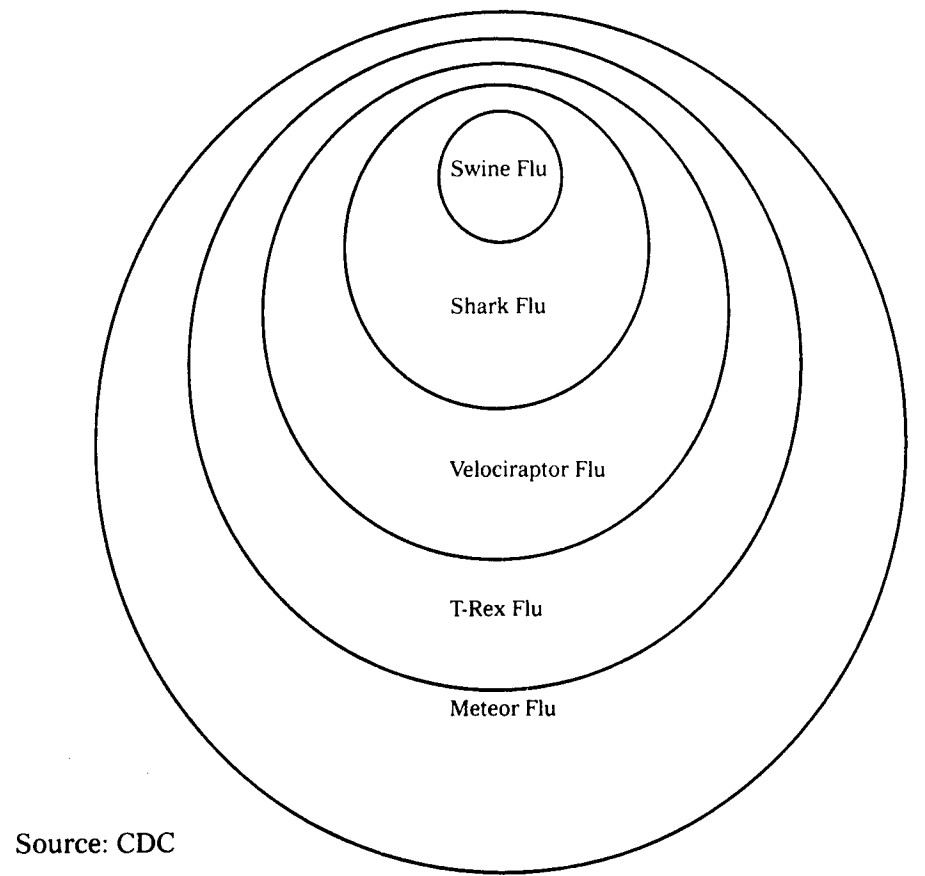 Swine Flu
Shark Flu
Velociraptor Flu
T-Rex Flu
Meteor Flu
Source: CDC